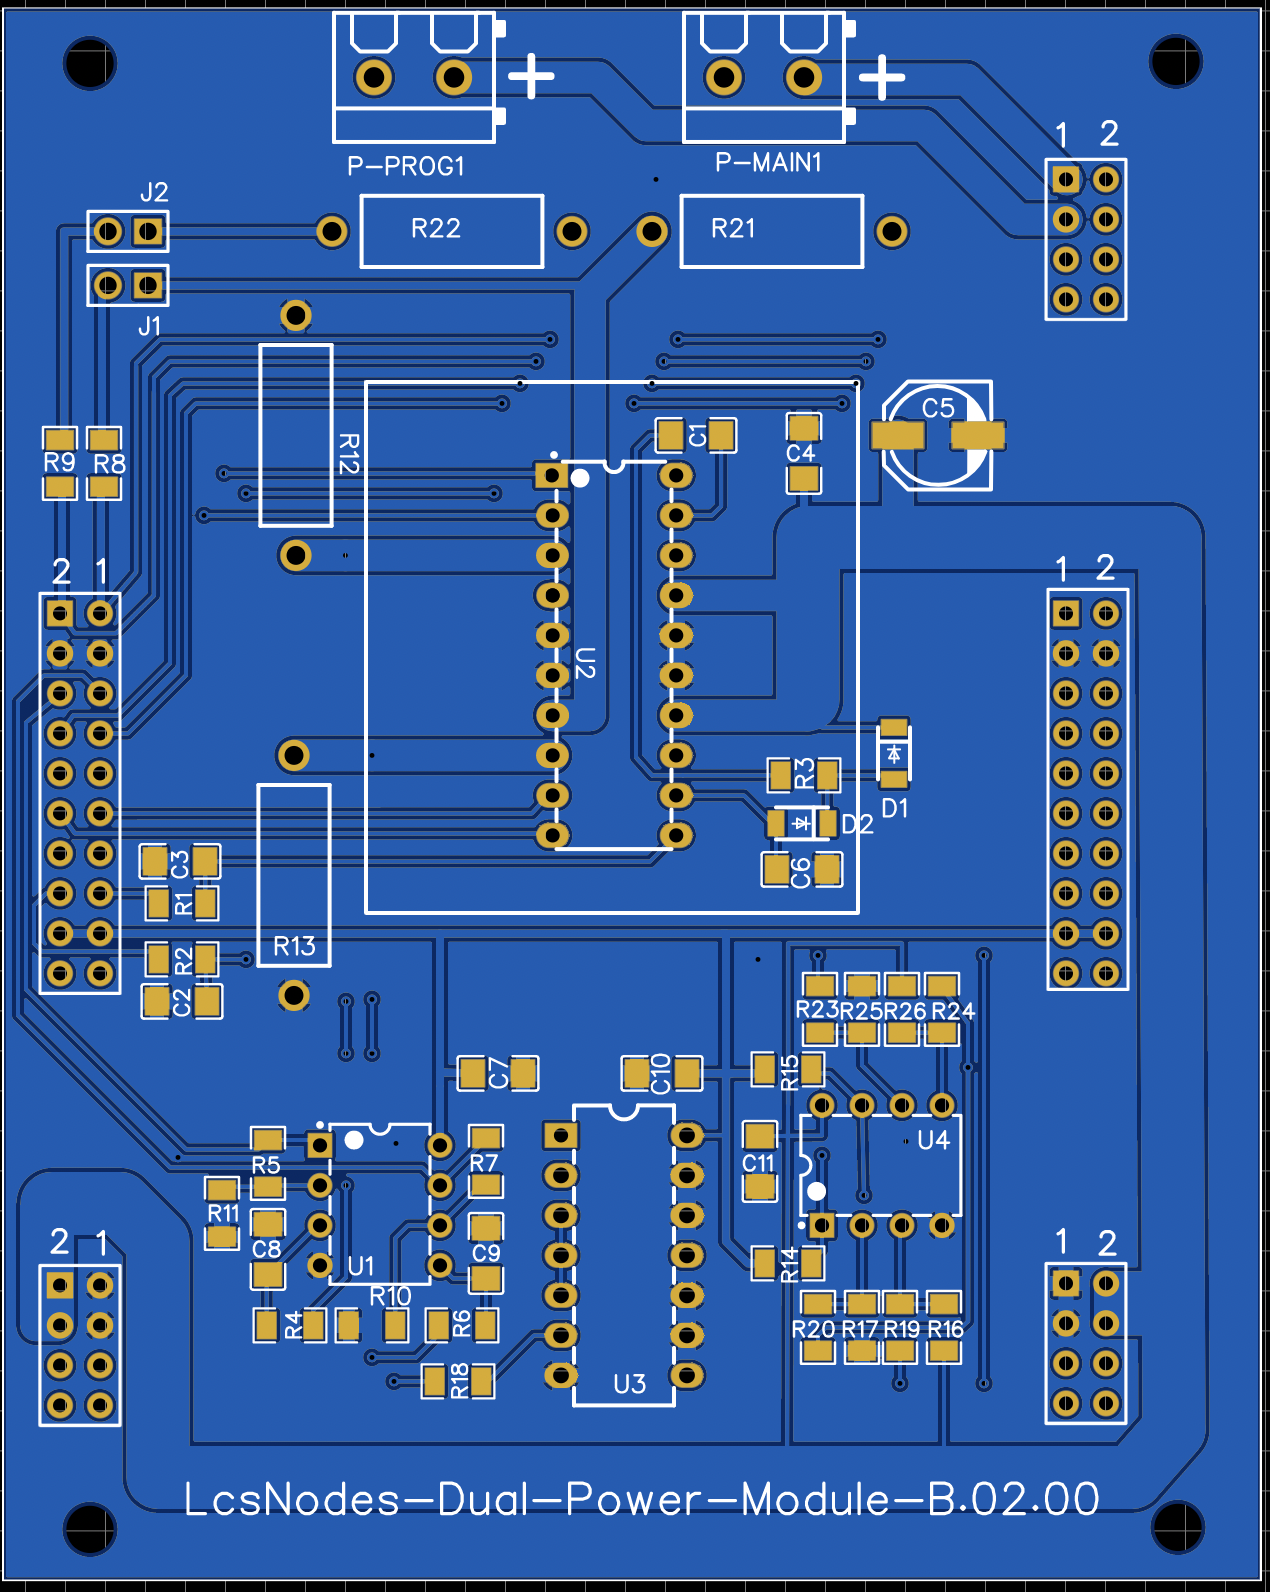 + +
P-PROG1 P-MAIN1
1 2
J2
R22 R21
J1
C5
C1
R12
C4
R9 R8
2 1
1 2
U2
R3
D1
D2
C3
C6
R1
R13
R2
C2
R23 R25 R26 R24
C7 C10 R15
U4
R5 R7 C11
R11
C8 U1 C9
2 1
1 2
R14
R10
R4 R6
R20 R17 R19 R16
R18
U3
LcsNodes-Dual-Power-Module-B.02.00